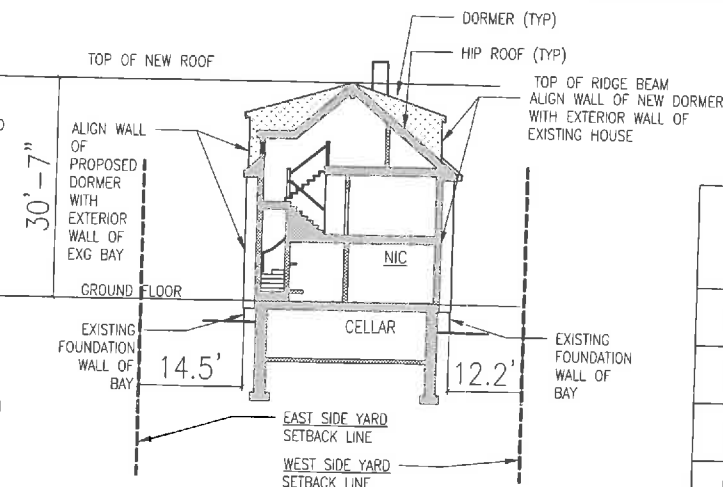 DORMER (TYP)
TOP OF NEW ROOF
HIP ROOF (TYP)
TOP OF RIDGE BEAM
ALIGN WALL OF NEW DORMER
WITH EXTERIOR WALL OF
EXISTING HOUSE
ALIGN WALL
OF
PROPOSED
DORMER
WITH
EXTERIOR
WALL OF
EXG BAY
30'-7"
NIC
GROUND FLOOR
CELLAR
EXISTING
FOUNDATION
WALL OF
BAY
14.5'
12.2'
EXISTING
FOUNDATION
WALL OF
BAY
EAST SIDE YARD
SETBACK LINE
WEST SIDE YARD
SETBACK LINE